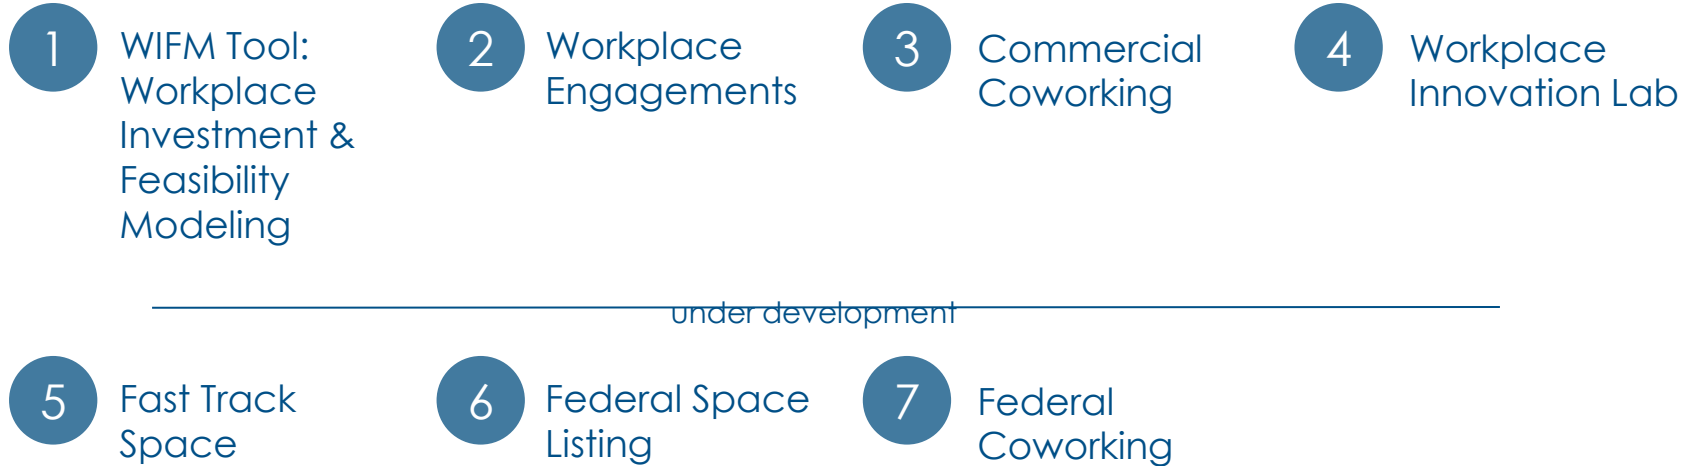 1
WIFM Tool:
Workplace
Investment &
Feasibility
Modeling
2
Workplace
Engagements
3
Commercial
Coworking
4
Workplace
Innovation Lab
under development
5
Fast Track
Space
6
Federal Space
Listing
7
Federal
Coworking